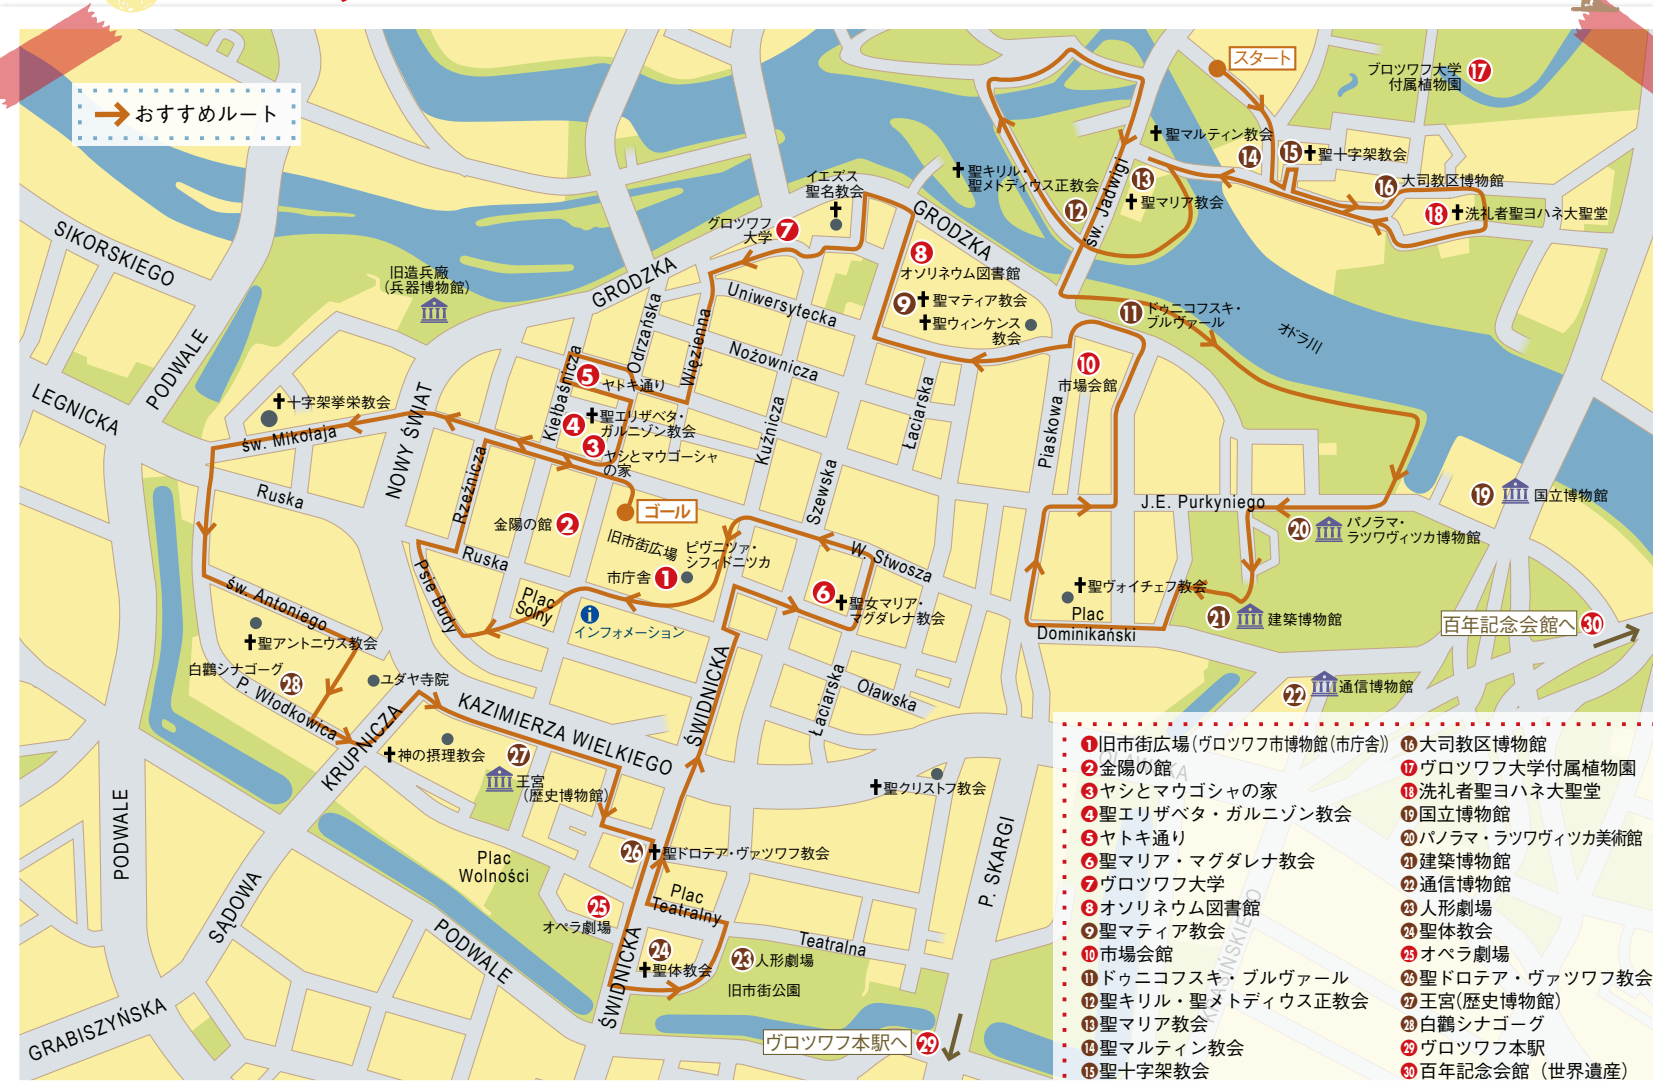 おすすめルート
スタート
ブロツワフ大学
付属植物園
⑰
✝聖マルティン教会
⑭
⑮
✝聖十字架教会
⑯
大司教区博物館
⑱
✝洗礼者聖ヨハネ大聖堂
✝聖キリル・
聖メトディウス正教会
⑫
św. Jadwigi
⑬
✝聖マリア教会
イエズス
聖名教会
✝
グロツワフ
大学
⑦
GRODZKA
⑧
オソリネウム図書館
⑨
✝聖マティア教会
✝聖ウィンケンス
教会
⑪
ドゥニコフスキ・
ブルヴァール
オドラ川
SIKORSKIEGO
旧造兵廠
(兵器博物館)
GRODZKA
Uniwersytecka
Odrzańska
Więzienna
Nożownicza
PODWALE
LEGNICKA
✝十字架挙栄教会
św. Mikołaja
NOWY ŚWIAT
Kiełbaśnicza
⑤
ヤトキ通り
④
✝聖エリザベタ・
ガルニゾン教会
③
ヤシとマウゴーシャ
の家
Kuźnicza
Łaciarska
⑩
市場会館
Piaskowa
Ruska
Rzeźnicza
金陽の館
②
ゴール
旧市街広場
Szewska
J.E. Purkyniego
⑲
国立博物館
⑳
パノラマ・
ラツワヴィツカ博物館
Ruska
ピヴニツァ・
シフィドニツカ
市庁舎
①
W. Stwosza
Psie Budy
Plac
Solny
インフォメーション
⑥
✝聖女マリア・
マグダレナ教会
✝聖ヴォイチェフ教会
Plac
Dominikański
㉑
建築博物館
百年記念会館へ
㉚
św. Antoniego
✝聖アントニウス教会
白鸛シナゴーグ
㉘
ユダヤ寺院
P. Włodkowica
KRUPNICZA
KAZIMIERZA WIELKIEGO
ŚWIDNICKA
Łaciarska
Oławska
㉒
通信博物館
✝神の摂理教会
㉗
王宮
(歴史博物館)
✝聖クリストフ教会
PODWALE
Plac
Wolności
㉖
✝聖ドロテア・ヴァツワフ教会
P. SKARGI
Plac
Teatralny
㉕
オペラ劇場
SĄDOWA
PODWALE
ŚWIDNICKA
㉔
✝聖体教会
㉓
人形劇場
Teatralna
旧市街公園
GRABISZYŃSKA
ヴロツワフ本駅へ
㉙
①旧市街広場(ヴロツワフ市博物館(市庁舎))
②金陽の館
③ヤシとマウゴシャの家
④聖エリザベタ・ガルニゾン教会
⑤ヤトキ通り
⑥聖マリア・マグダレナ教会
⑦ヴロツワフ大学
⑧オソリネウム図書館
⑨聖マティア教会
⑩市場会館
⑪ドゥニコフスキ・ブルヴァール
⑫聖キリル・聖メトディウス正教会
⑬聖マリア教会
⑭聖マルティン教会
⑮聖十字架教会
⑯大司教区博物館
⑰ヴロツワフ大学付属植物園
⑱洗礼者聖ヨハネ大聖堂
⑲国立博物館
⑳パノラマ・ラツワヴィツカ美術館
㉑建築博物館
㉒通信博物館
㉓人形劇場
㉔聖体教会
㉕オペラ劇場
㉖聖ドロテア・ヴァツワフ教会
㉗王宮(歴史博物館)
㉘白鸛シナゴーグ
㉙ヴロツワフ本駅
㉚百年記念会館（世界遺産）